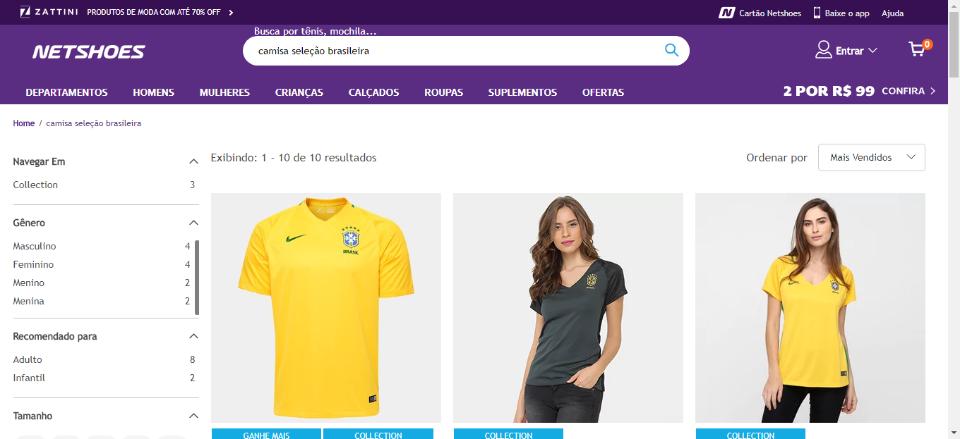 ZATTINI PRODUTOS DE MODA COM ATÉ 70% OFF
Cartão Netshoes Baixe o app Ajuda
Busca por tênis, mochila...
NETSHOES
camisa seleção brasileira
Entrar
0
DEPARTAMENTOS HOMENS MULHERES CRIANÇAS CALÇADOS ROUPAS SUPLEMENTOS OFERTAS
2 POR R$ 99 CONFIRA
Home / camisa seleção brasileira
Navegar Em
Collection 3
Gênero
Masculino 4
Feminino 4
Menino 2
Menina 2
Recomendado para
Adulto 8
Infantil 2
Tamanho
Exibindo: 1 - 10 de 10 resultados
Ordenar por Mais Vendidos
BRASIL
GANHE MAIS COLLECTION
COLLECTION
COLLECTION